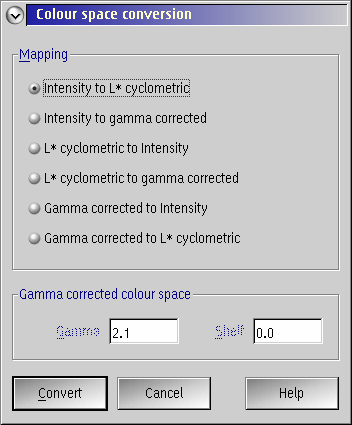 Colour space conversion
Mapping
Intensity to L* cyclometric
Intensity to gamma corrected
L* cyclometric to Intensity
L* cyclometric to gamma corrected
Gamma corrected to Intensity
Gamma corrected to L* cyclometric
Gamma corrected colour space
Gamma 2.1 Shelf 0.0
Convert Cancel Help